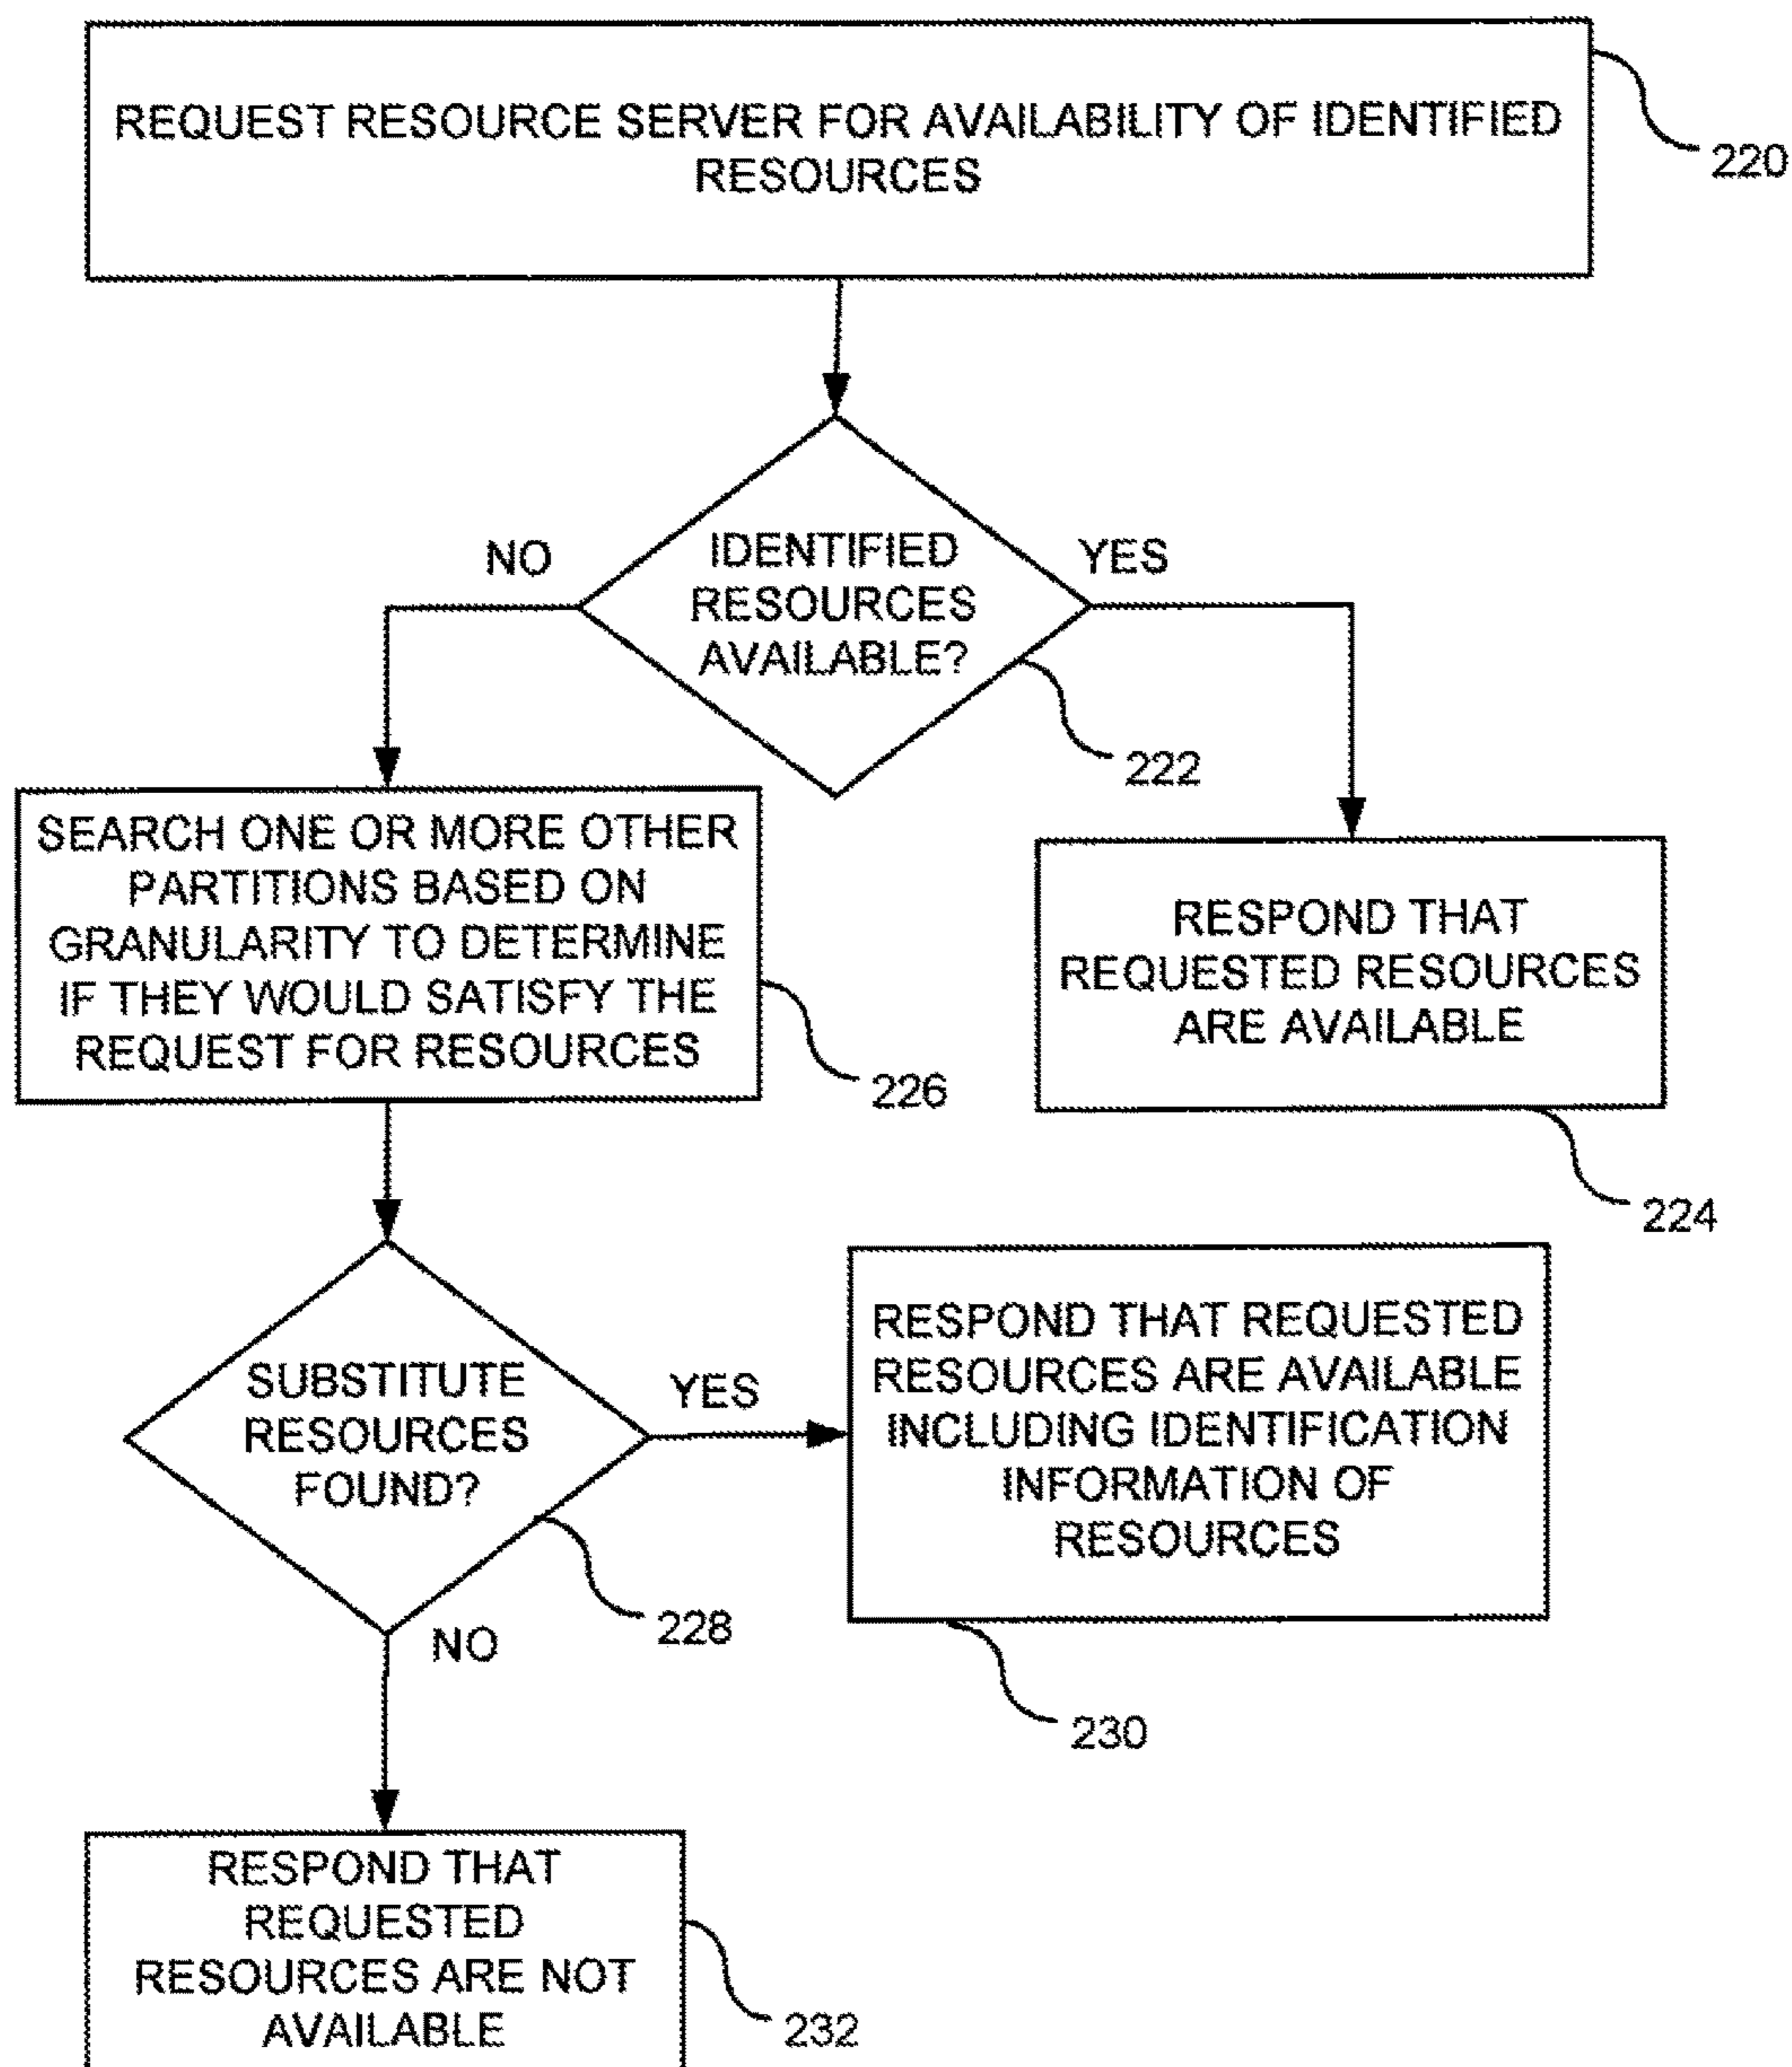 REQUEST RESOURCE SERVER FOR AVAILABILITY OF IDENTIFIED
RESOURCES
220
IDENTIFIED
RESOURCES
AVAILABLE?
NO
YES
222
SEARCH ONE OR MORE OTHER
PARTITIONS BASED ON
GRANULARITY TO DETERMINE
IF THEY WOULD SATISFY THE
REQUEST FOR RESOURCES
226
RESPOND THAT
REQUESTED RESOURCES
ARE AVAILABLE
224
SUBSTITUTE
RESOURCES
FOUND?
YES
NO
228
RESPOND THAT REQUESTED
RESOURCES ARE AVAILABLE
INCLUDING IDENTIFICATION
INFORMATION OF
RESOURCES
230
RESPOND THAT
REQUESTED
RESOURCES ARE NOT
AVAILABLE
232